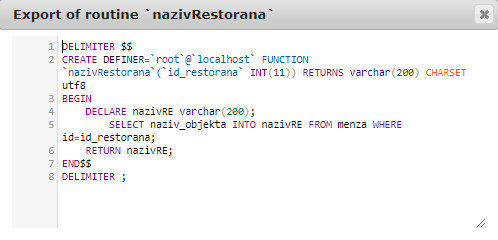 Export of routine `nazivRestorana`
1 DELIMITER $$
2 CREATE DEFINER=`root`@`localhost` FUNCTION
`nazivRestorana`(`id_restorana` INT(11)) RETURNS varchar(200) CHARSET
utf8
3 BEGIN
4 DECLARE nazivRE varchar(200);
5 SELECT naziv_objekta INTO nazivRE FROM menza WHERE
id=id_restorana;
6 RETURN nazivRE;
7 END$$
8 DELIMITER ;